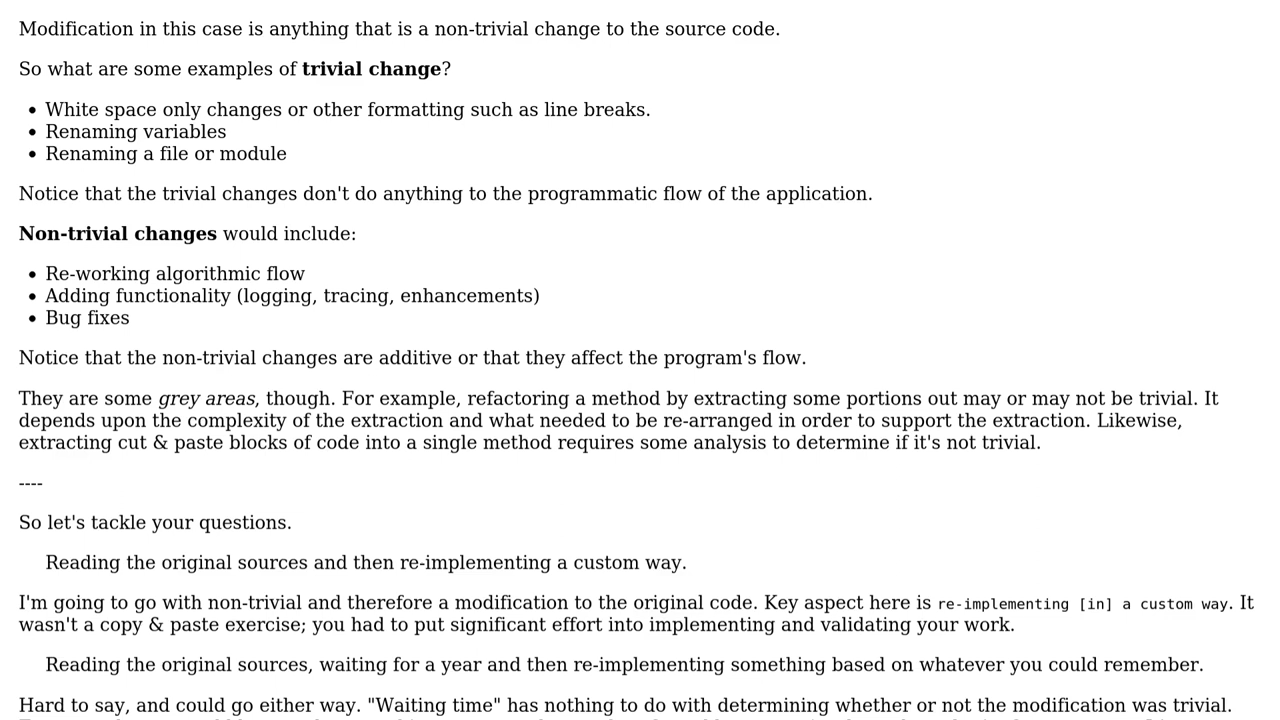 Modification in this case is anything that is a non-trivial change to the source code.
So what are some examples of trivial change?
• White space only changes or other formatting such as line breaks.
• Renaming variables
• Renaming a file or module
Notice that the trivial changes don't do anything to the programmatic flow of the application.
Non-trivial changes would include:
• Re-working algorithmic flow
• Adding functionality (logging, tracing, enhancements)
• Bug fixes
Notice that the non-trivial changes are additive or that they affect the program's flow.
They are some grey areas, though. For example, refactoring a method by extracting some portions out may or may not be trivial. It
depends upon the complexity of the extraction and what needed to be re-arranged in order to support the extraction. Likewise,
extracting cut & paste blocks of code into a single method requires some analysis to determine if it's not trivial.
----
So let's tackle your questions.
Reading the original sources and then re-implementing a custom way.
I'm going to go with non-trivial and therefore a modification to the original code. Key aspect here is re-implementing [in] a custom way. It
wasn't a copy & paste exercise; you had to put significant effort into implementing and validating your work.
Reading the original sources, waiting for a year and then re-implementing something based on whatever you could remember.
Hard to say, and could go either way. "Waiting time" has nothing to do with determining whether or not the modification was trivial.